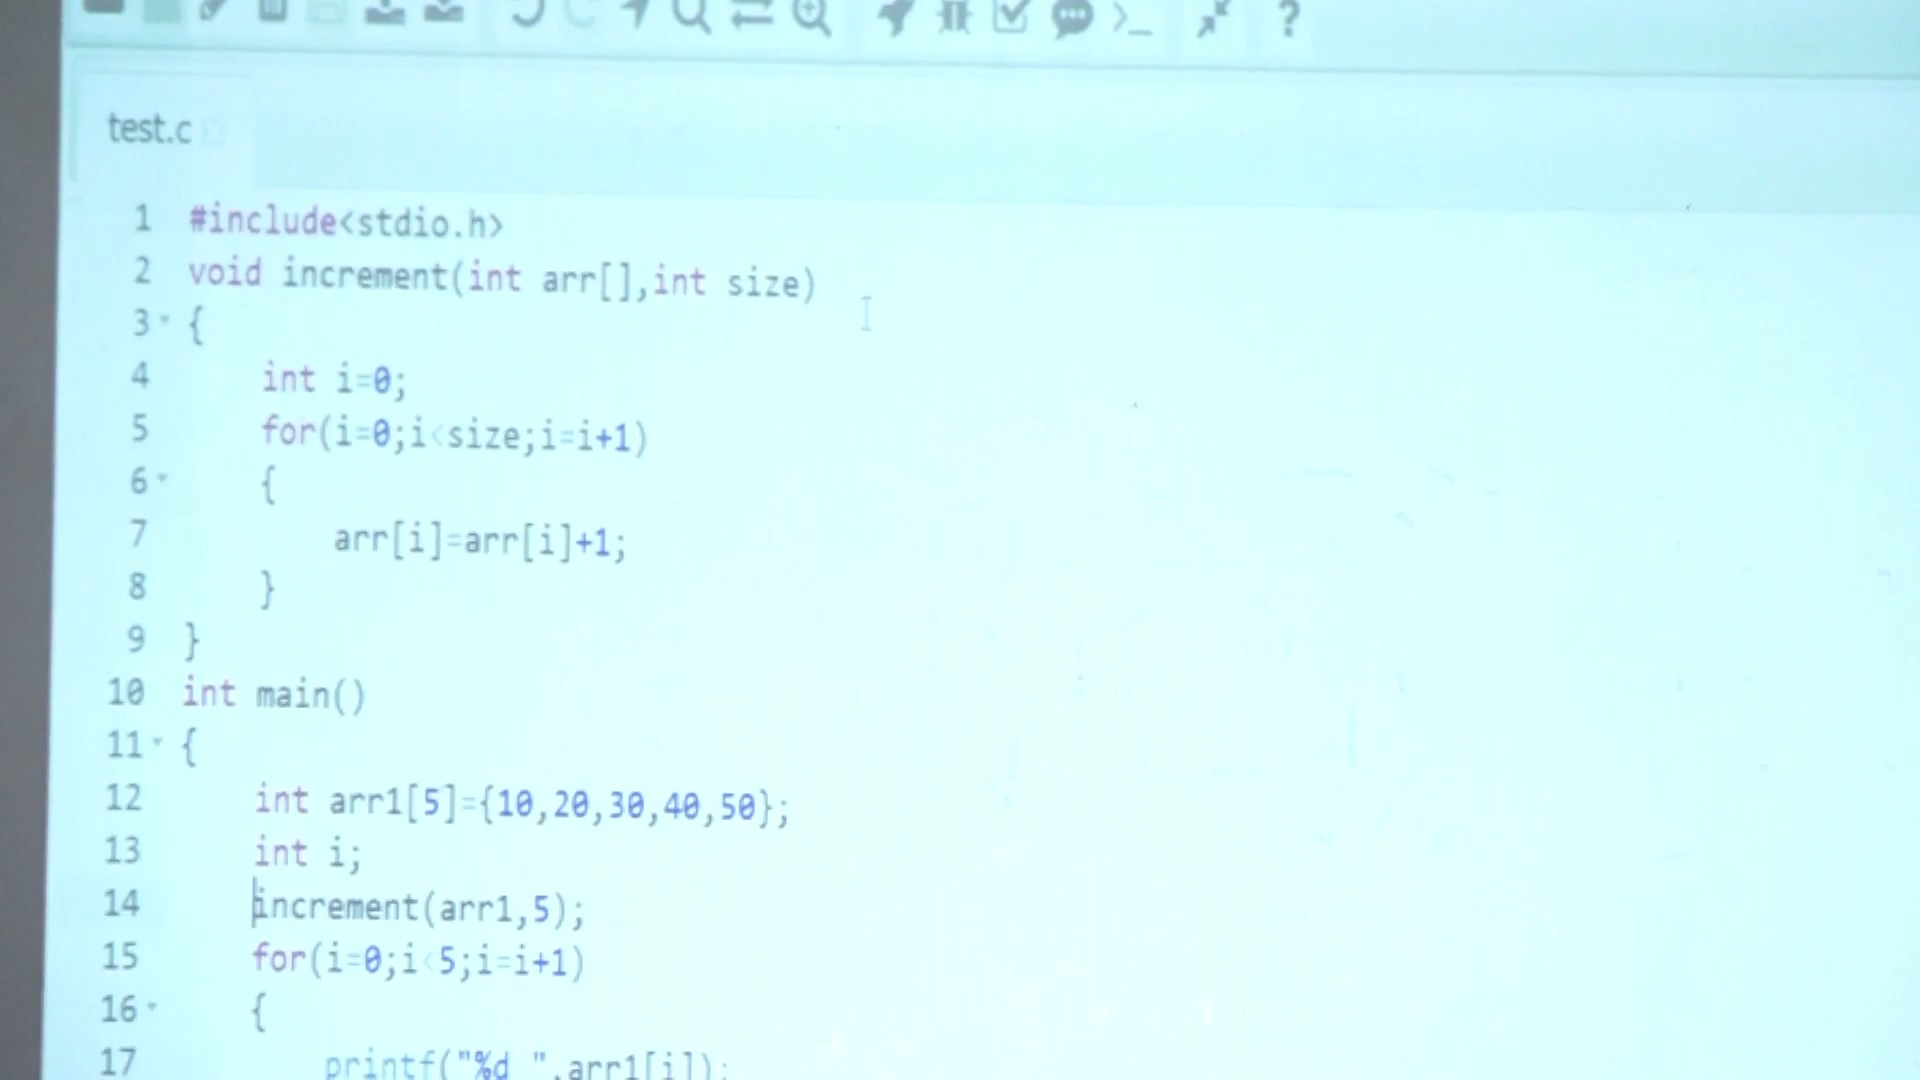 test.c
1 #include<stdio.h>
2 void increment(int arr[],int size)
3 {
4 int i=0;
5 for(i=0;i<size;i=i+1)
6 {
7 arr[i]=arr[i]+1;
8 }
9 }
10 int main()
11 {
12 int arr1[5]={10,20,30,40,50};
13 int i;
14 increment(arr1,5);
15 for(i=0;i<5;i=i+1)
16 {
17 printf("%d ",arr1[i]);